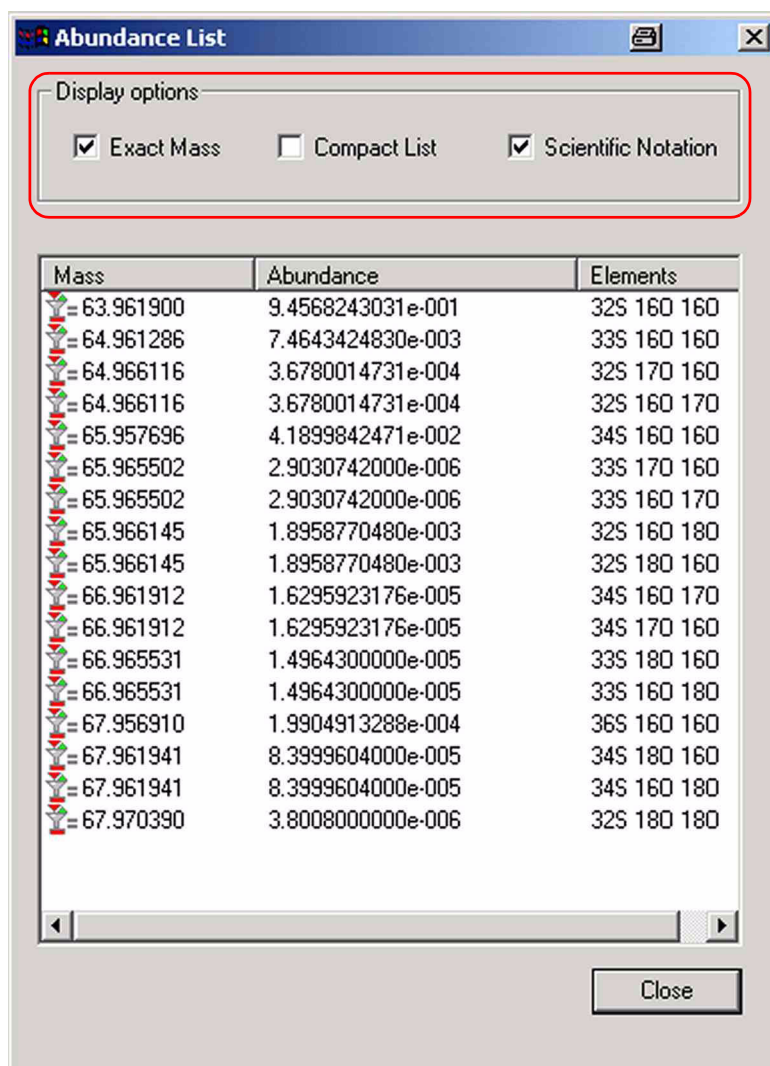 Abundance List
Display options
Exact Mass Compact List Scientific Notation
Mass Abundance Elements
= 63.961900 9.4568243031e-001 32S 16O 16O
= 64.961286 7.4643424830e-003 33S 16O 16O
= 64.966116 3.6780014731e-004 32S 17O 16O
= 64.966116 3.6780014731e-004 32S 16O 17O
= 65.957696 4.1899842471e-002 34S 16O 16O
= 65.965502 2.9030742000e-006 33S 17O 16O
= 65.965502 2.9030742000e-006 33S 16O 17O
= 65.966145 1.8958770480e-003 32S 16O 18O
= 65.966145 1.8958770480e-003 32S 18O 16O
= 66.961912 1.6295923176e-005 34S 16O 17O
= 66.961912 1.6295923176e-005 34S 17O 16O
= 66.965531 1.4964300000e-005 33S 18O 16O
= 66.965531 1.4964300000e-005 33S 16O 18O
= 67.956910 1.9904913288e-004 36S 16O 16O
= 67.961941 8.3999604000e-005 34S 18O 16O
= 67.961941 8.3999604000e-005 34S 16O 18O
= 67.970390 3.8008000000e-006 32S 18O 18O
Close